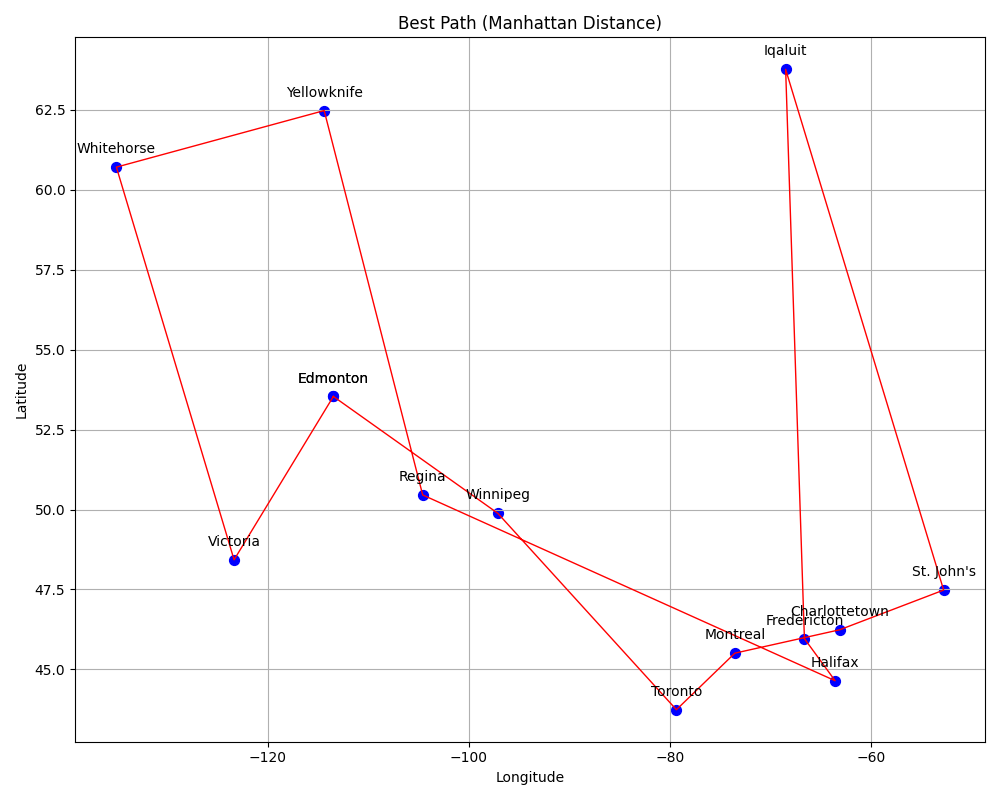 Best Path (Manhattan Distance)
Iqaluit
Yellowknife
Whitehorse
Edmonton
Regina
Winnipeg
Victoria
St. John's
Charlottetown
Fredericton
Montreal
Halifax
Toronto
62.5
60.0
57.5
55.0
52.5
50.0
47.5
45.0
Latitude
−120
−100
−80
−60
Longitude